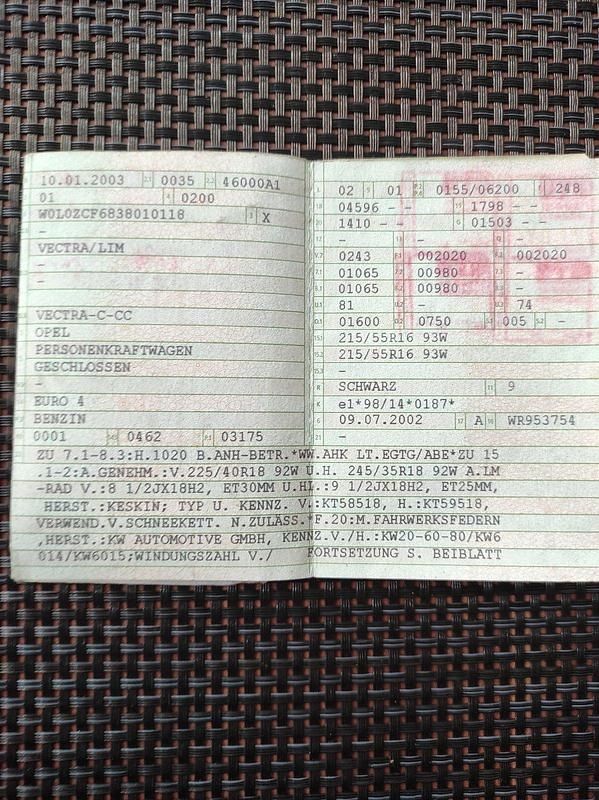 10.01.2003 0035 46000A1
01 0200
W0L0ZCF6838010118 X
-
VECTRA/LIM
-
-
VECTRA-C-CC
OPEL
PERSONENKRAFTWAGEN
GESCHLOSSEN
-
EURO 4
BENZIN
0001 0462 03175
02 01 0155/06200 248
04596 - - 1798 - -
1410 - - 01503 - -
- - -
0243 002020 002020
01065 00980 -
01065 00980 -
81 - 74
01600 0750 005 -
215/55R16 93W
215/55R16 93W
-
SCHWARZ 9
e1*98/14*0187*
09.07.2002 A WR953754
-
ZU 7.1-8.3:H.1020 B.ANH-BETR.*WW.AHK LT.EGTG/ABE*ZU 15
.1-2:A.GENEHM.:V.225/40R18 92W U.H. 245/35R18 92W A.LM
-RAD V.:8 1/2JX18H2, ET30MM U.HI.:9 1/2JX18H2, ET25MM,
HERST.:KESKIN; TYP U. KENNZ. V.:KT58518, H.:KT59518,
VERWEND.V.SCHNEEKETT. N.ZULÄSS.*F.20:M.FAHRWERKSFEDERN
,HERST.:KW AUTOMOTIVE GMBH, KENNZ.V./H.:KW20-60-80/KW6
014/KW6015;WINDUNGSZAHL V./ FORTSETZUNG S. BEIBLATT